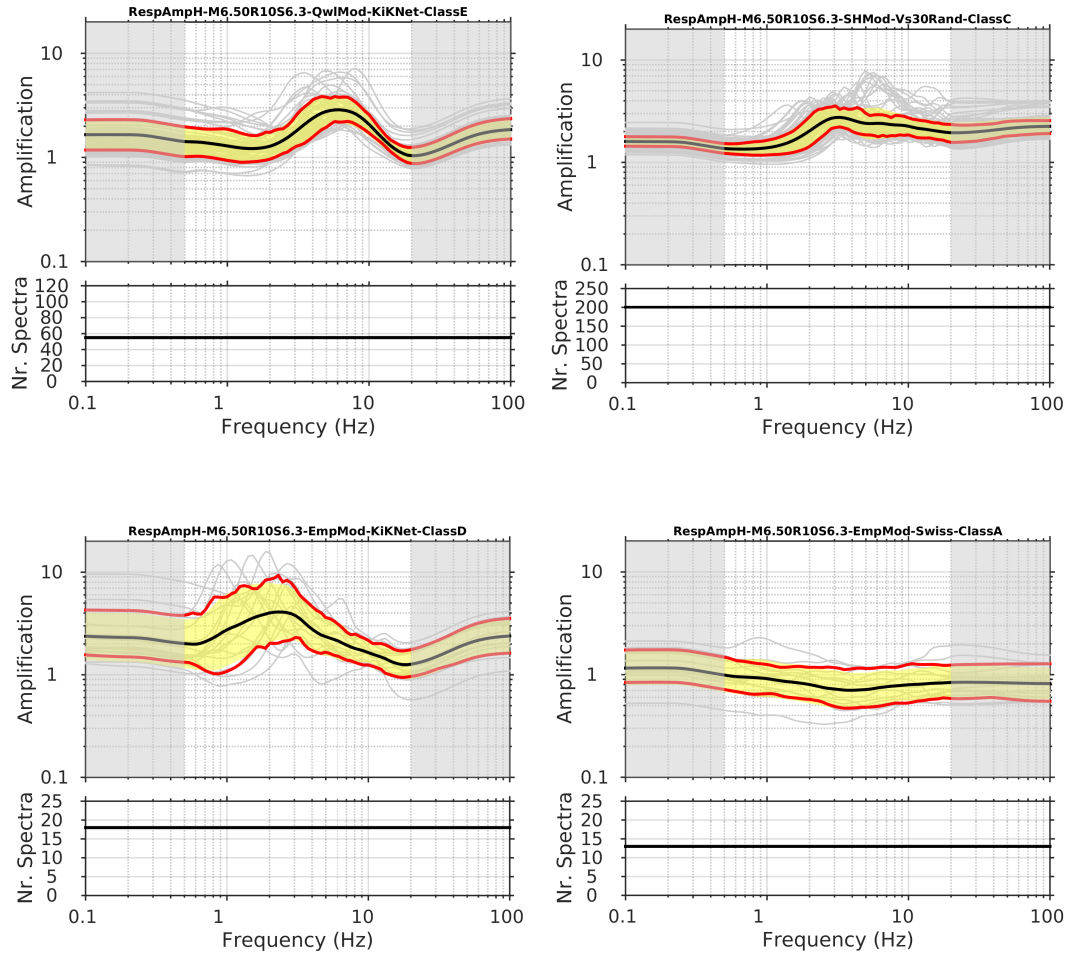 RespAmpH-M6.50R10S6.3-QwlMod-KiKNet-ClassE
10
1
0.1
Amplification
120
100
80
60
40
20
0
Nr. Spectra
0.1 1 10 100
Frequency (Hz)
RespAmpH-M6.50R10S6.3-SHMod-Vs30Rand-ClassC
10
1
0.1
Amplification
250
200
150
100
50
0
Nr. Spectra
0.1 1 10 100
Frequency (Hz)
RespAmpH-M6.50R10S6.3-EmpMod-KiKNet-ClassD
10
1
0.1
Amplification
25
20
15
10
5
0
Nr. Spectra
0.1 1 10 100
Frequency (Hz)
RespAmpH-M6.50R10S6.3-EmpMod-Swiss-ClassA
10
1
0.1
Amplification
25
20
15
10
5
0
Nr. Spectra
0.1 1 10 100
Frequency (Hz)